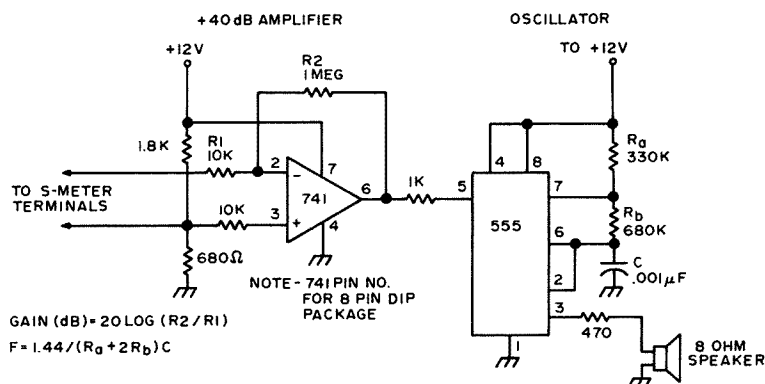 +40dB AMPLIFIER
OSCILLATOR
+12V
TO +12V
R2
1MEG
1.8K
R1
10K
2
-
7
741
6
1K
5
4
8
Ra
330K
7
TO S-METER
TERMINALS
10K
3
+
4
555
6
Rb
680K
680Ω
C
.001µF
2
NOTE-741 PIN NO.
FOR 8 PIN DIP
PACKAGE
3
470
1
8 OHM
SPEAKER
GAIN (dB)=20 LOG (R2/R1)
F=1.44/(Ra+2Rb)C